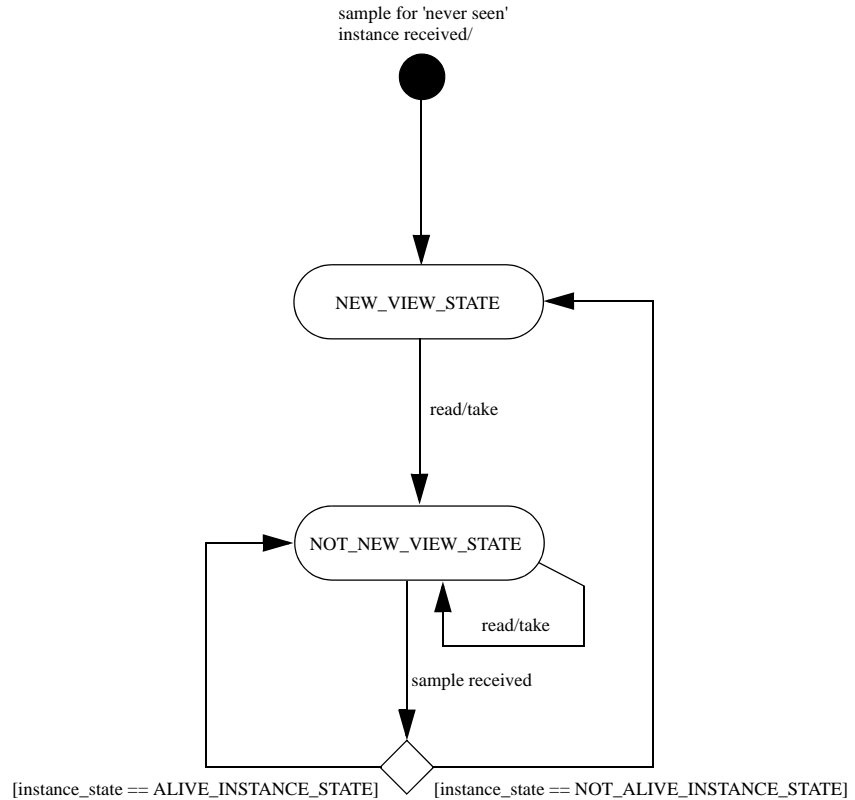 sample for 'never seen'
instance received/
NEW_VIEW_STATE
read/take
NOT_NEW_VIEW_STATE
read/take
sample received
[instance_state == ALIVE_INSTANCE_STATE]
[instance_state == NOT_ALIVE_INSTANCE_STATE]